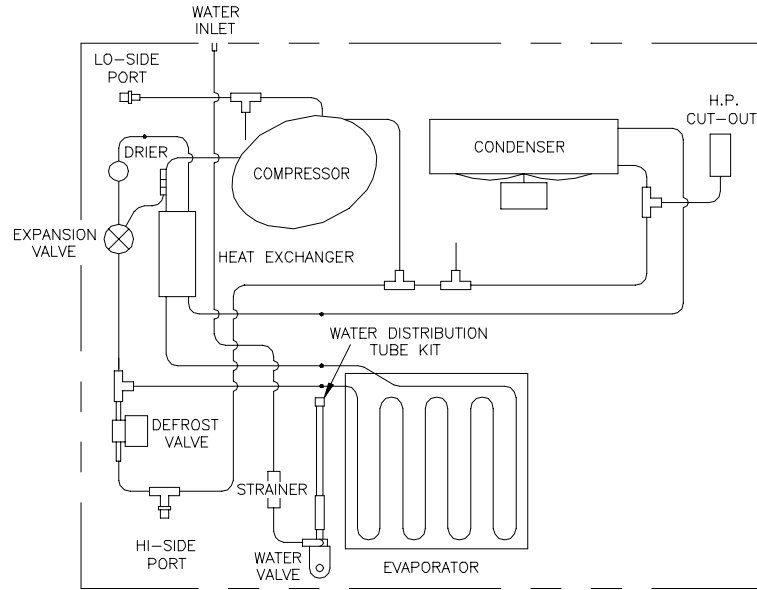 WATER
INLET
LO-SIDE
PORT
H.P.
CUT-OUT
DRIER
COMPRESSOR
CONDENSER
EXPANSION
VALVE
HEAT EXCHANGER
WATER DISTRIBUTION
TUBE KIT
DEFROST
VALVE
STRAINER
HI-SIDE
PORT
WATER
VALVE
EVAPORATOR